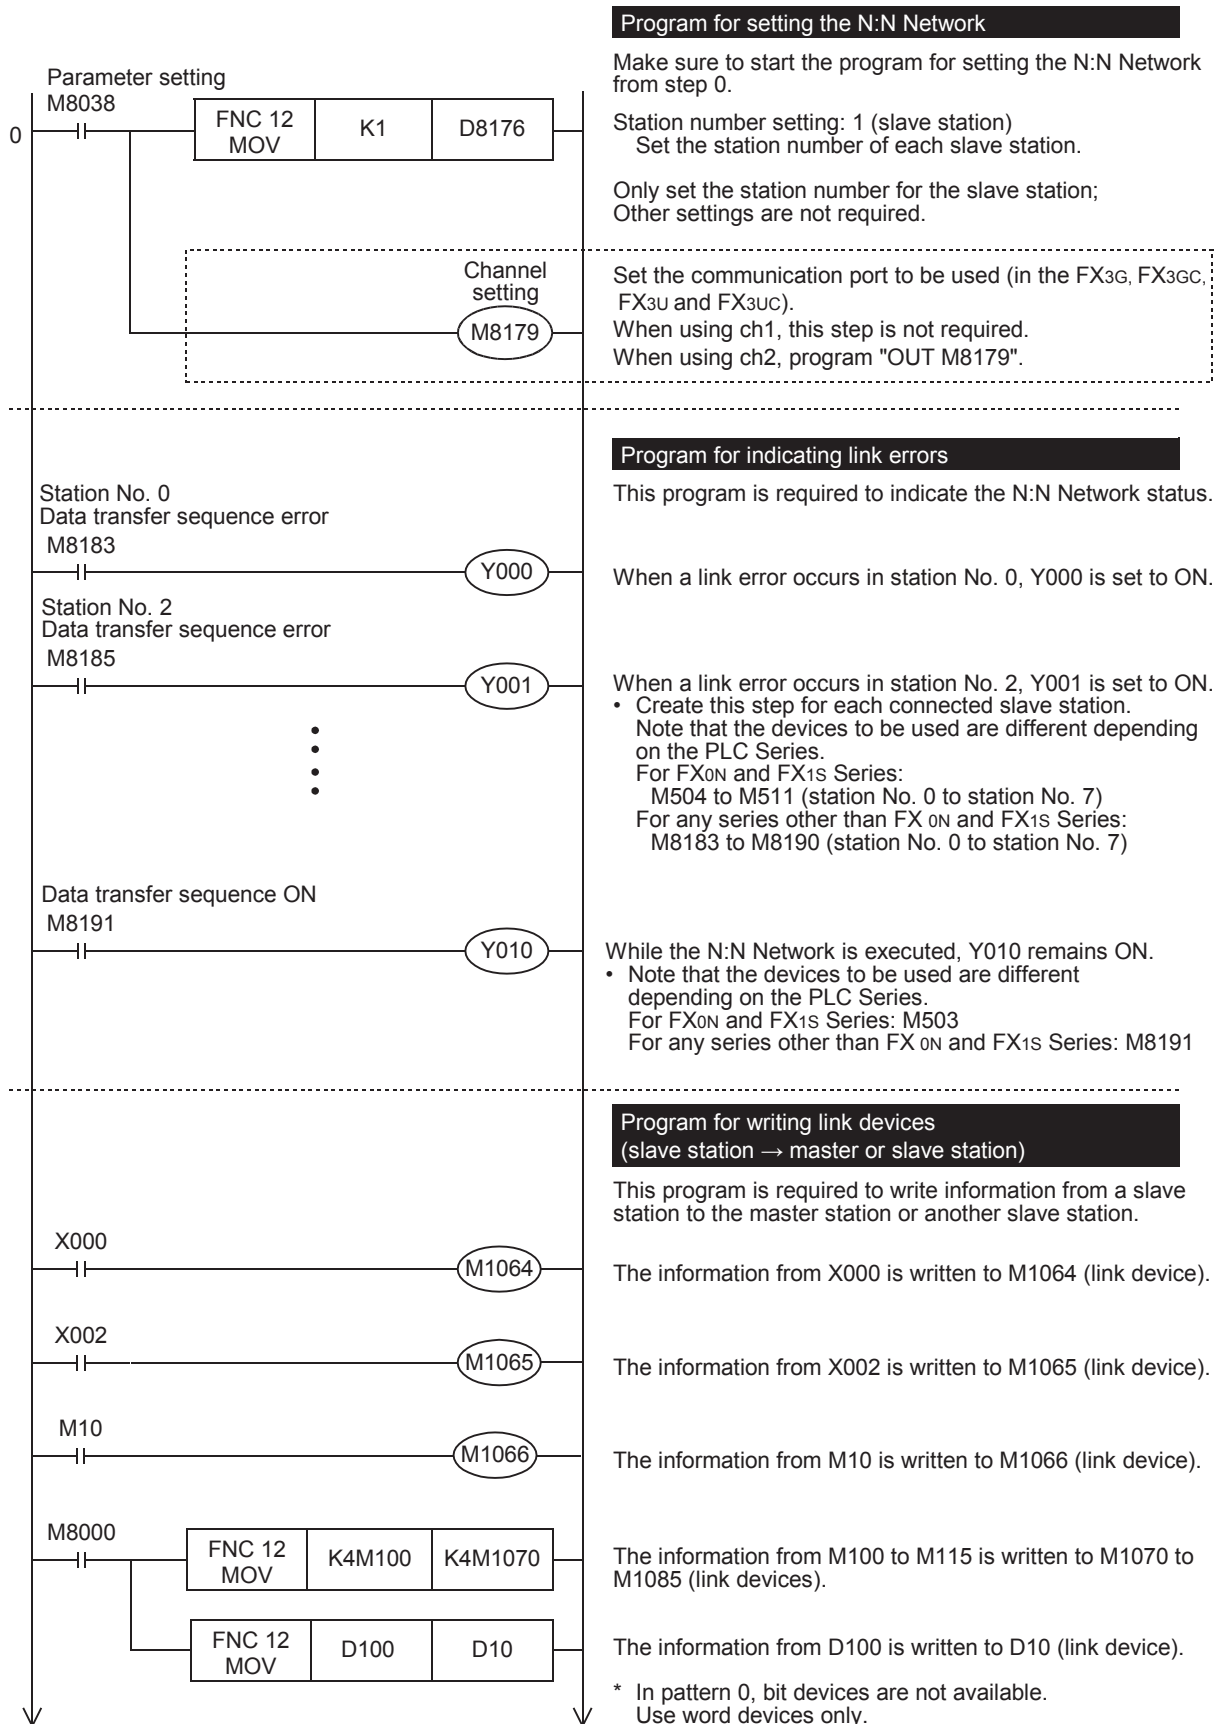 Program for setting the N:N Network
Make sure to start the program for setting the N:N Network
from step 0.
Parameter setting
M8038
0
FNC 12
MOV
K1
D8176
Station number setting: 1 (slave station)
Set the station number of each slave station.
Only set the station number for the slave station;
Other settings are not required.
Channel
setting
M8179
Set the communication port to be used (in the FX3G, FX3GC,
FX3U and FX3UC).
When using ch1, this step is not required.
When using ch2, program "OUT M8179".
Program for indicating link errors
This program is required to indicate the N:N Network status.
Station No. 0
Data transfer sequence error
M8183
Y000
When a link error occurs in station No. 0, Y000 is set to ON.
Station No. 2
Data transfer sequence error
M8185
Y001
When a link error occurs in station No. 2, Y001 is set to ON.
• Create this step for each connected slave station.
Note that the devices to be used are different depending
on the PLC Series.
For FX0N and FX1S Series:
M504 to M511 (station No. 0 to station No. 7)
For any series other than FX 0N and FX1S Series:
M8183 to M8190 (station No. 0 to station No. 7)
Data transfer sequence ON
M8191
Y010
While the N:N Network is executed, Y010 remains ON.
• Note that the devices to be used are different
depending on the PLC Series.
For FX0N and FX1S Series: M503
For any series other than FX 0N and FX1S Series: M8191
Program for writing link devices
(slave station → master or slave station)
This program is required to write information from a slave
station to the master station or another slave station.
X000
M1064
The information from X000 is written to M1064 (link device).
X002
M1065
The information from X002 is written to M1065 (link device).
M10
M1066
The information from M10 is written to M1066 (link device).
M8000
FNC 12
MOV
K4M100
K4M1070
The information from M100 to M115 is written to M1070 to
M1085 (link devices).
FNC 12
MOV
D100
D10
The information from D100 is written to D10 (link device).
* In pattern 0, bit devices are not available.
Use word devices only.